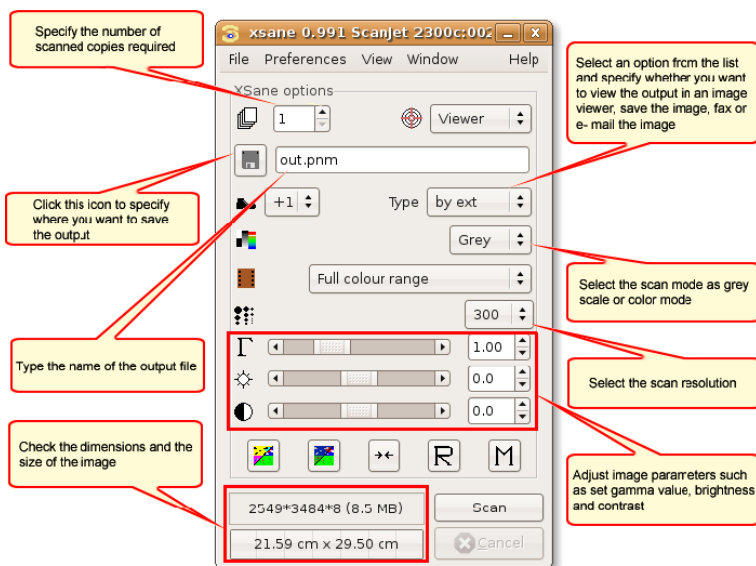 Specify the number of
scanned copies required
xsane 0.991 ScanJet 2300c:002
File Preferences View Window Help
XSane options
1
Viewer
Select an option from the list
and specify whether you want
to view the output in an image
viewer, save the image, fax or
e- mail the image
out.pnm
Click this icon to specify
where you want to save
the output
+1
Type by ext
Grey
Select the scan mode as grey
scale or color mode
Full colour range
300
Type the name of the output file
Γ 1.00
0.0
0.0
Select the scan resolution
Check the dimensions and the
size of the image
R M
Adjust image parameters such
as set gamma value, brightness
and contrast
2549*3484*8 (8.5 MB) Scan
21.59 cm x 29.50 cm Cancel